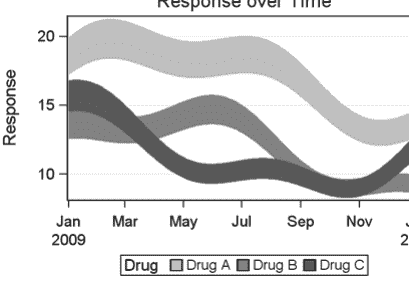 Response over Time
20
15
10
Response
Jan Mar May Jul Sep Nov
2009
Drug Drug A Drug B Drug C